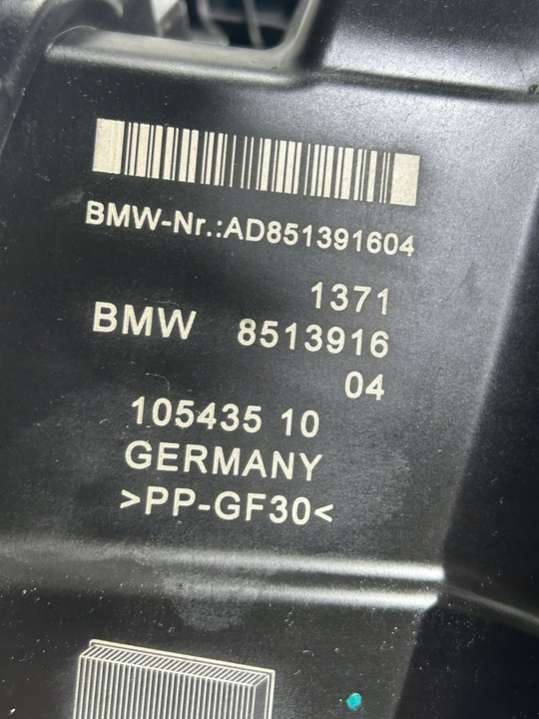 BMW-Nr.:AD851391604
1371
BMW 8513916
04
105435 10
GERMANY
>PP-GF30<